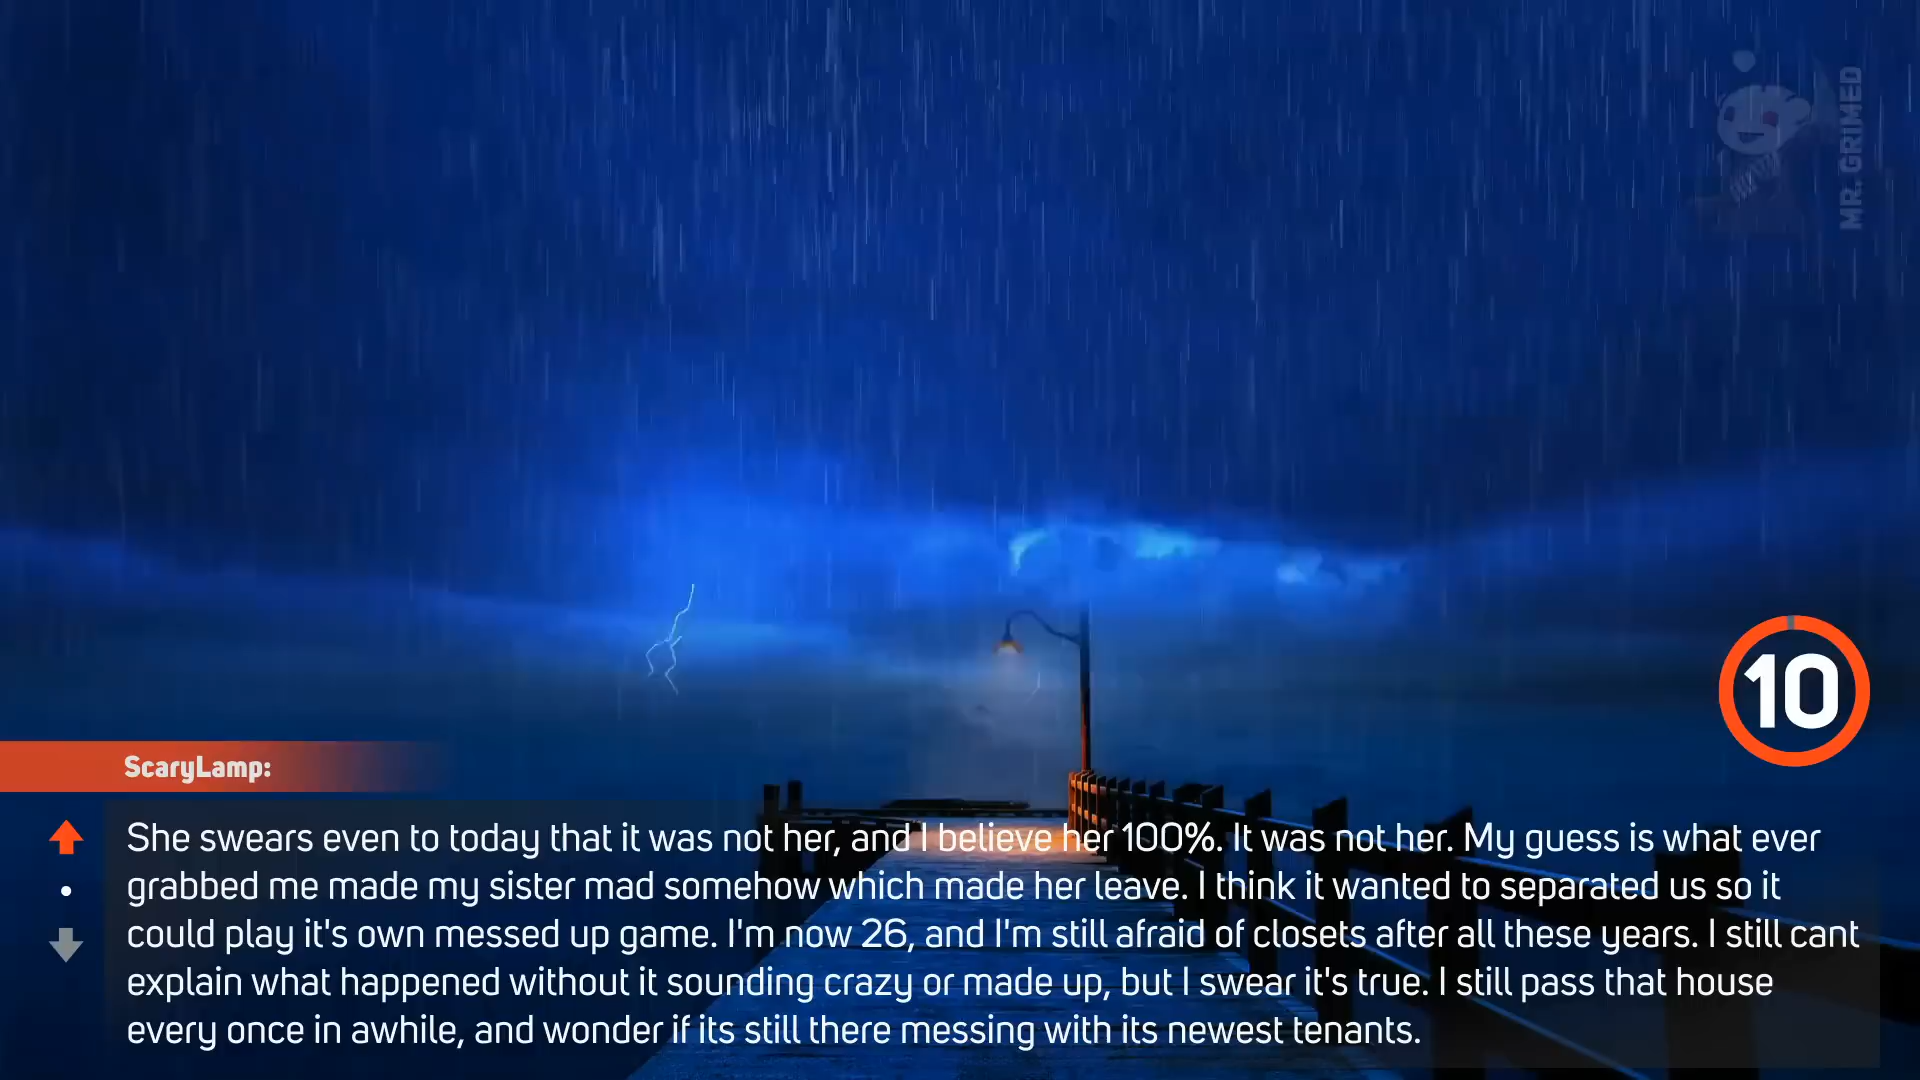 MR. GRIMED
10
ScaryLamp:
She swears even to today that it was not her, and I believe her 100%. It was not her. My guess is what ever
grabbed me made my sister mad somehow which made her leave. I think it wanted to separated us so it
could play it's own messed up game. I'm now 26, and I'm still afraid of closets after all these years. I still cant
explain what happened without it sounding crazy or made up, but I swear it's true. I still pass that house
every once in awhile, and wonder if its still there messing with its newest tenants.